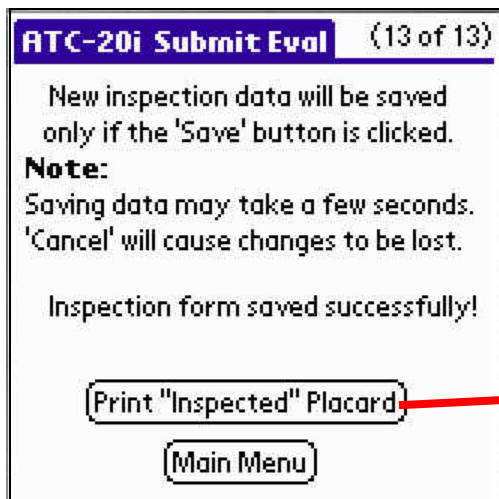 ATC-20i Submit Eval (13 of 13)
New inspection data will be saved
only if the 'Save' button is clicked.
Note:
Saving data may take a few seconds.
'Cancel' will cause changes to be lost.
Inspection form saved successfully!
Print "Inspected" Placard
Main Menu